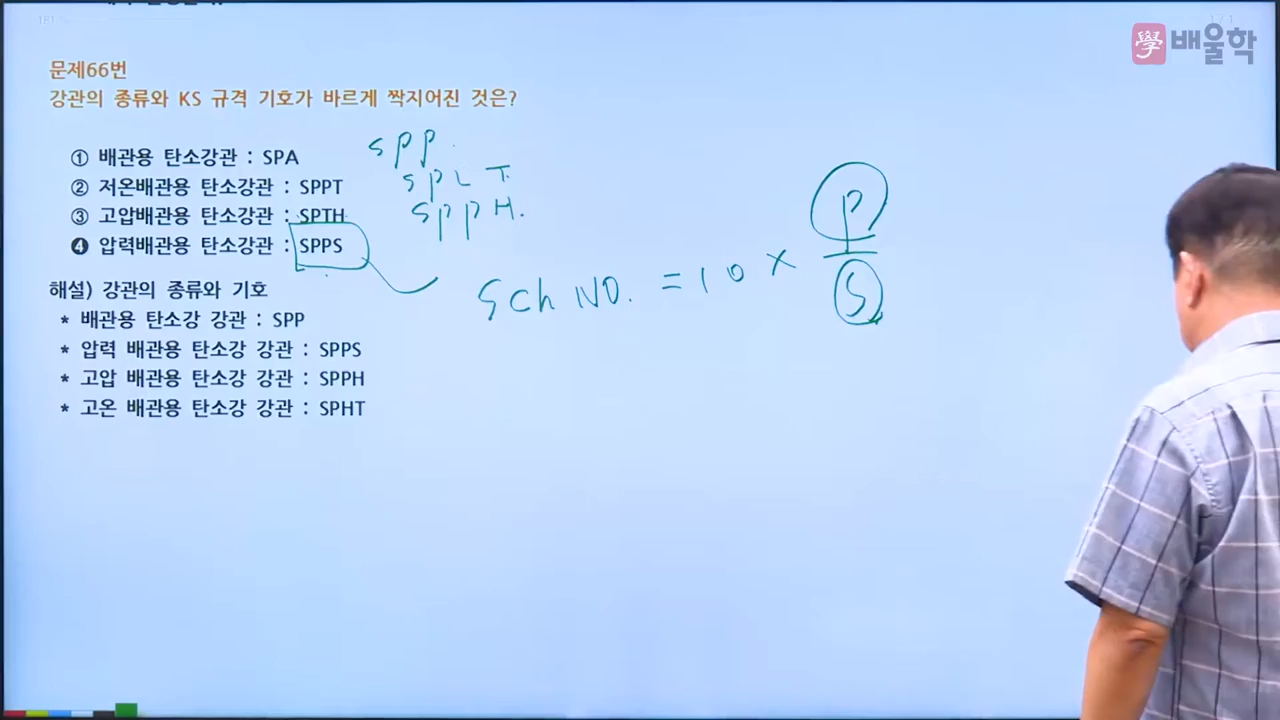 學 배울학
문제66번
강관의 종류와 KS 규격 기호가 바르게 짝지어진 것은?
① 배관용 탄소강관 : SPA
② 저온배관용 탄소강관 : SPPT
③ 고압배관용 탄소강관 : SPTH
❹ 압력배관용 탄소강관 : SPPS
spp.
SPLT.
SPPH.
Sch NO. = 10 × P/S
해설) 강관의 종류와 기호
* 배관용 탄소강 강관 : SPP
* 압력 배관용 탄소강 강관 : SPPS
* 고압 배관용 탄소강 강관 : SPPH
* 고온 배관용 탄소강 강관 : SPHT